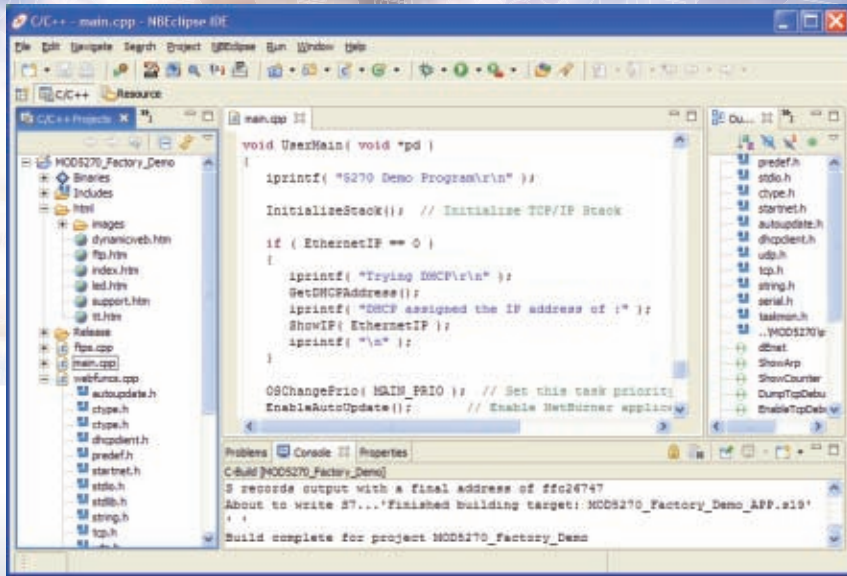 C/C++ - main.cpp - NBEclipse IDE
File Edit Navigate Search Project NBEclipse Run Window Help
C/C++ Resource
C/C++ Projects
MOD5270_Factory_Demo
Binaries
Includes
html
images
dynamicweb.htm
ftp.htm
index.htm
led.htm
support.htm
ttt.htm
Release
ftps.cpp
main.cpp
webfuncs.cpp
autoupdate.h
ctype.h
ctype.h
dhcpclient.h
predef.h
startnet.h
stdio.h
stdlib.h
string.h
tcp.h
main.cpp
void UserMain( void *pd )
{
iprintf( "5270 Demo Program\r\n" );
InitializeStack(); // Initialize TCP/IP Stack
if ( EthernetIP == 0 )
{
iprintf( "Trying DHCP\r\n" );
GetDHCPAddress();
iprintf( "DHCP assigned the IP address of :" );
ShowIP( EthernetIP );
iprintf( "\n" );
}
OSChangePrio( MAIN_PRIO ); // Set this task priority
EnableAutoUpdate(); // Enable NetBurner applic
Ou...
predef.h
stdio.h
ctype.h
startnet.h
autoupdate.h
dhcpclient.h
udp.h
tcp.h
string.h
serial.h
taskmon.h
dEnet
ShowArp
ShowCounter
DumpTcpDebu
EnableTcpDebu
Problems Console Properties
C-Build [MOD5270_Factory_Demo]
S records output with a final address of ffc26747
About to write S7...'Finished building target: MOD5270_Factory_Demo_APP.s19'
' '
Build complete for project MOD5270_Factory_Demo